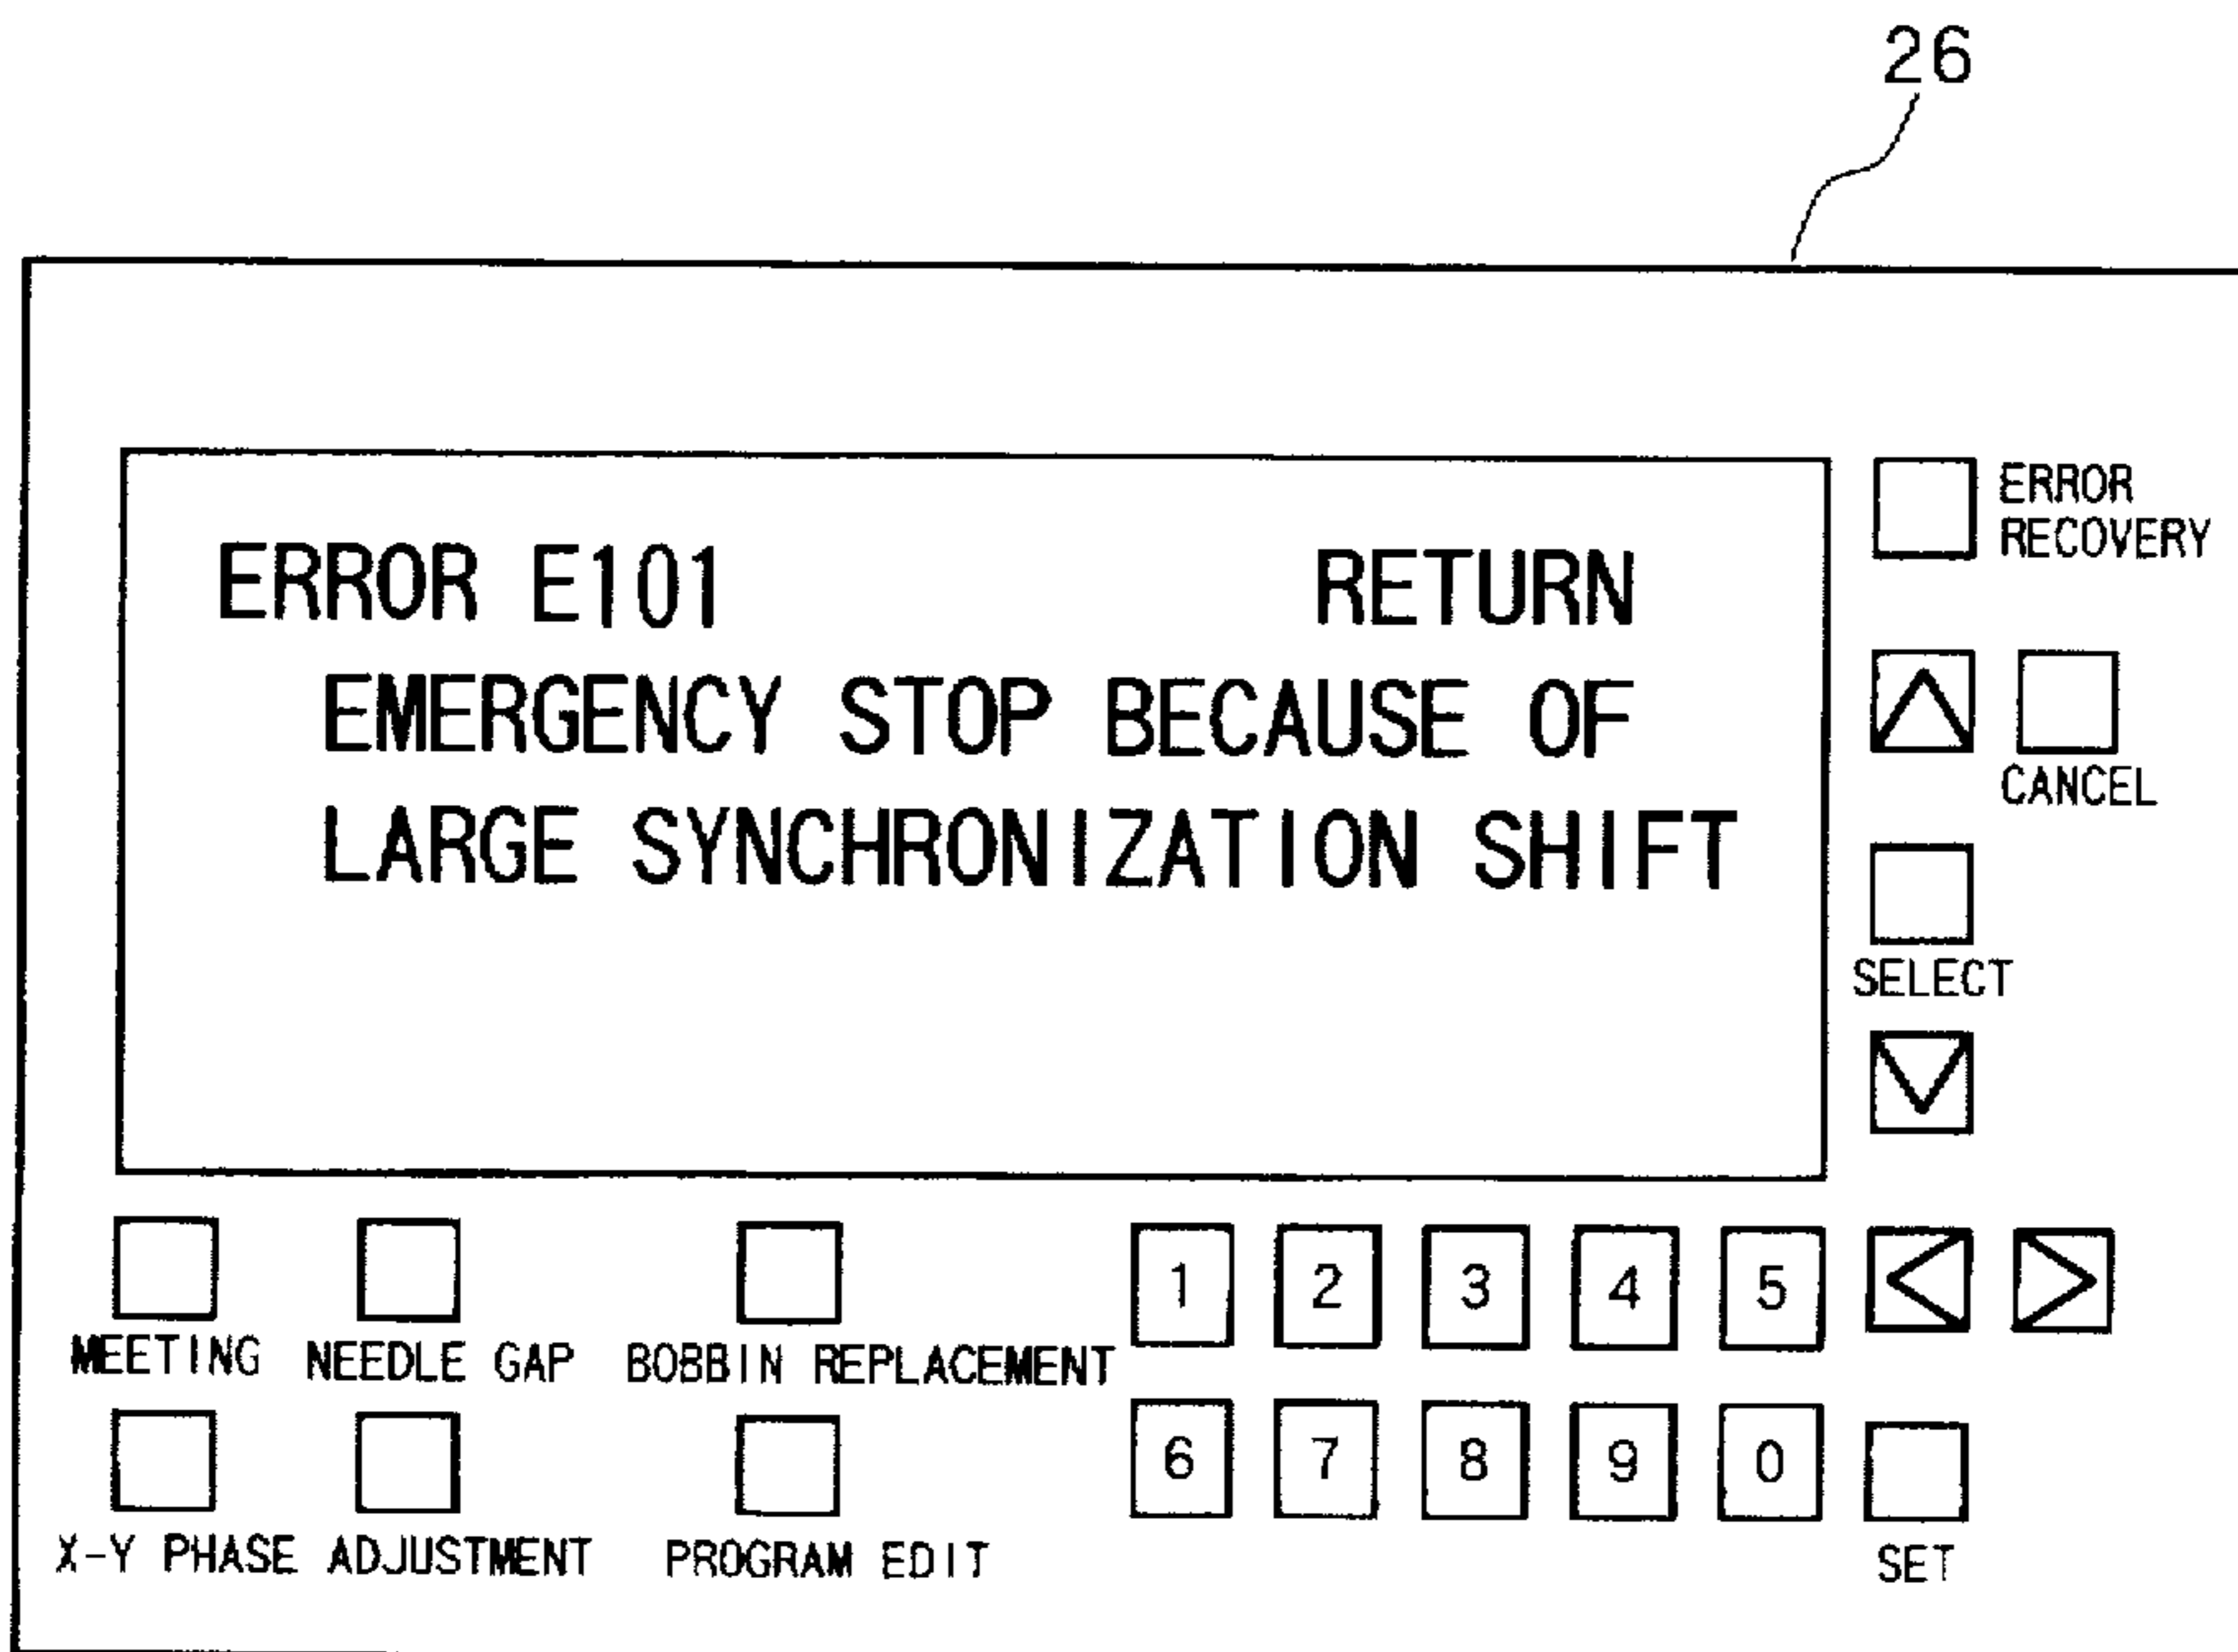 26
ERROR E101 RETURN
EMERGENCY STOP BECAUSE OF
LARGE SYNCHRONIZATION SHIFT
ERROR
RECOVERY
CANCEL
SELECT
1 2 3 4 5
MEETING NEEDLE GAP BOBBIN REPLACEMENT
6 7 8 9 0
X-Y PHASE ADJUSTMENT PROGRAM EDIT SET